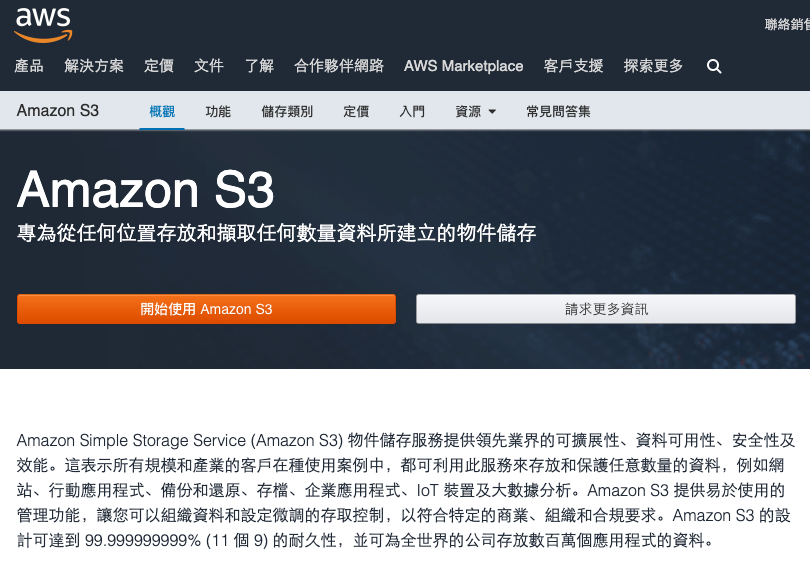 aws
聯絡銷售
產品 解決方案 定價 文件 了解 合作夥伴網路 AWS Marketplace 客戶支援 探索更多
Amazon S3 概觀 功能 儲存類別 定價 入門 資源 常見問答集
Amazon S3
專為從任何位置存放和擷取任何數量資料所建立的物件儲存
開始使用 Amazon S3 請求更多資訊
Amazon Simple Storage Service (Amazon S3) 物件儲存服務提供領先業界的可擴展性、資料可用性、安全性及
效能。這表示所有規模和產業的客戶在種使用案例中，都可利用此服務來存放和保護任意數量的資料，例如網
站、行動應用程式、備份和還原、存檔、企業應用程式、IoT 裝置及大數據分析。Amazon S3 提供易於使用的
管理功能，讓您可以組織資料和設定微調的存取控制，以符合特定的商業、組織和合規要求。Amazon S3 的設
計可達到 99.999999999% (11 個 9) 的耐久性，並可為全世界的公司存放數百萬個應用程式的資料。